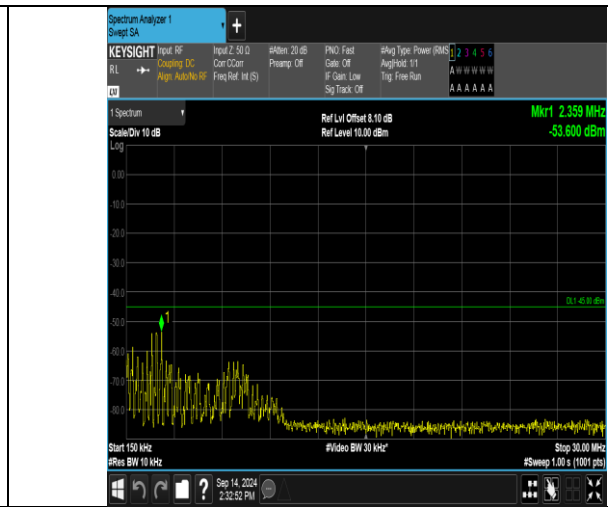 Spectrum Analyzer 1
Swept SA
KEYSIGHT
RL
Input: RF
Coupling: DC
Align: Auto/No RF
Input Z: 50 Ω
Corr CCorr
Freq Ref: Int (S)
#Atten: 20 dB
Preamp: Off
PNO: Fast
Gate: Off
IF Gain: Low
Sig Track: Off
#Avg Type: Power (RMS
Avg|Hold: 1/1
Trig: Free Run
1 2 3 4 5 6
A W W W W W
A A A A A A
1 Spectrum
Scale/Div 10 dB
Ref Lvl Offset 8.10 dB
Ref Level 10.00 dBm
Mkr1 2.359 MHz
-53.600 dBm
Log
0.00
-10.0
-20.0
-30.0
-40.0
DL1 -45.00 dBm
-50.0
1
-60.0
-70.0
-80.0
Start 150 kHz
#Res BW 10 kHz
#Video BW 30 kHz*
Stop 30.00 MHz
#Sweep 1.00 s (1001 pts)
?
Sep 14, 2024
2:32:52 PM